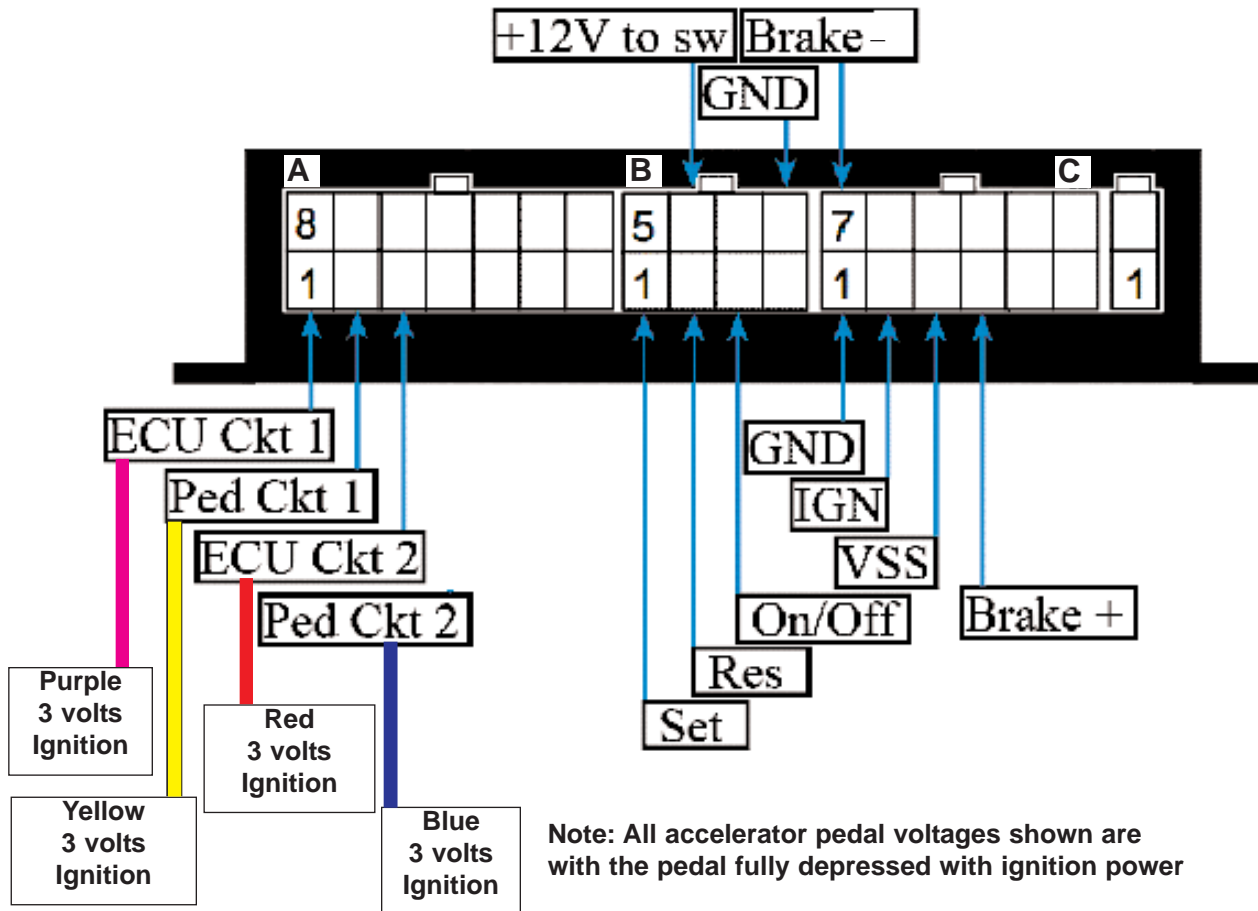 +12V to sw
Brake -
GND
A
B
C
8
5
7
1
1
1
1
ECU Ckt 1
Ped Ckt 1
ECU Ckt 2
Ped Ckt 2
GND
IGN
VSS
On/Off
Brake +
Res
Set
Purple
3 volts
Ignition
Yellow
3 volts
Ignition
Red
3 volts
Ignition
Blue
3 volts
Ignition
Note: All accelerator pedal voltages shown are
with the pedal fully depressed with ignition power